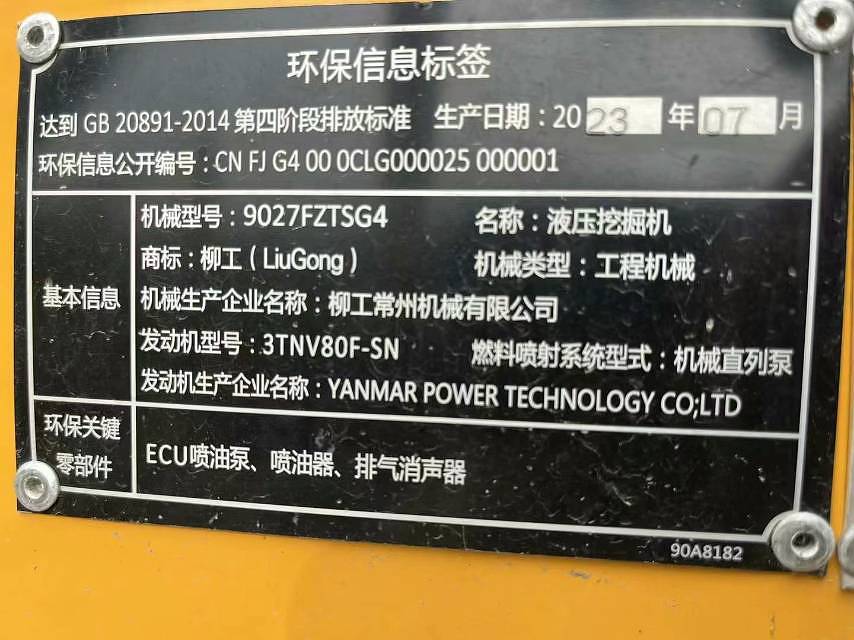 环保信息标签
达到 GB 20891-2014 第四阶段排放标准 生产日期：2023 年 07 月
环保信息公开编号：CN FJ G4 00 0CLG000025 000001
基本信息
机械型号：9027FZTSG4 名称：液压挖掘机
商标：柳工（LiuGong） 机械类型：工程机械
机械生产企业名称：柳工常州机械有限公司
发动机型号：3TNV80F-SN 燃料喷射系统型式：机械直列泵
发动机生产企业名称：YANMAR POWER TECHNOLOGY CO;LTD
环保关键
零部件
ECU喷油泵、喷油器、排气消声器
90A8182